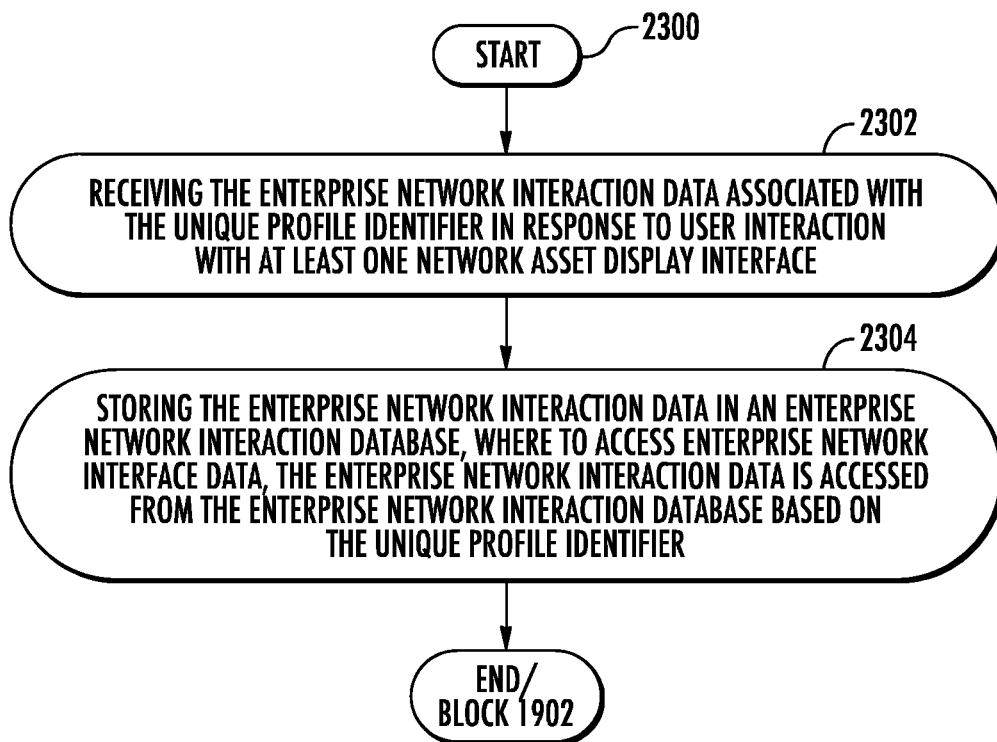 START
2300
2302
RECEIVING THE ENTERPRISE NETWORK INTERACTION DATA ASSOCIATED WITH
THE UNIQUE PROFILE IDENTIFIER IN RESPONSE TO USER INTERACTION
WITH AT LEAST ONE NETWORK ASSET DISPLAY INTERFACE
2304
STORING THE ENTERPRISE NETWORK INTERACTION DATA IN AN ENTERPRISE
NETWORK INTERACTION DATABASE, WHERE TO ACCESS ENTERPRISE NETWORK
INTERFACE DATA, THE ENTERPRISE NETWORK INTERACTION DATA IS ACCESSED
FROM THE ENTERPRISE NETWORK INTERACTION DATABASE BASED ON
THE UNIQUE PROFILE IDENTIFIER
END/
BLOCK 1902